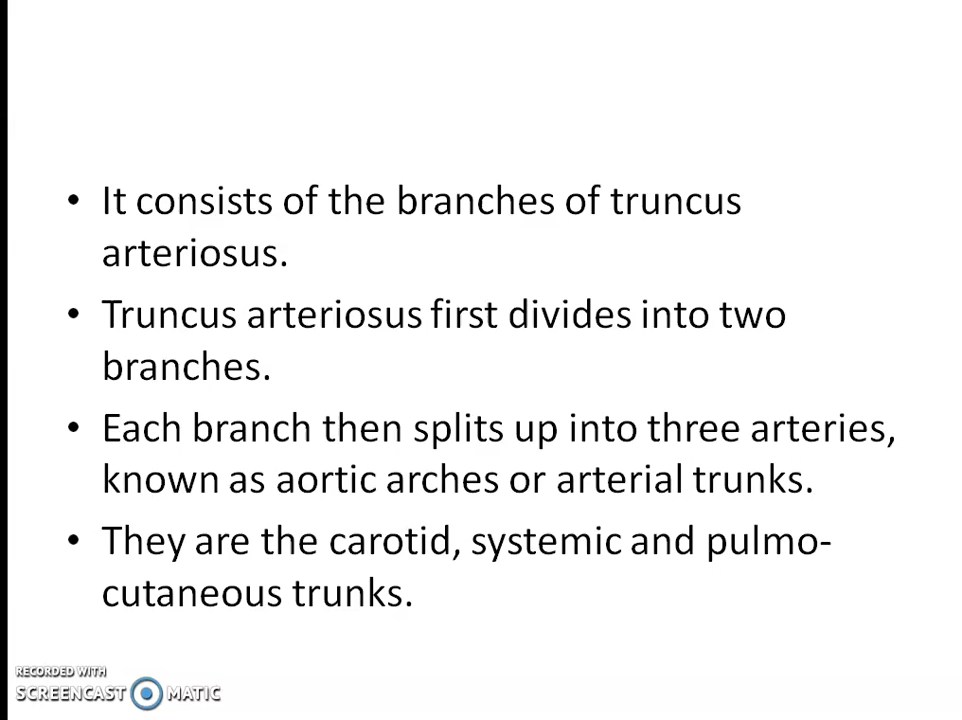 • It consists of the branches of truncus
arteriosus.
• Truncus arteriosus first divides into two
branches.
• Each branch then splits up into three arteries,
known as aortic arches or arterial trunks.
• They are the carotid, systemic and pulmo-
cutaneous trunks.
RECORDED WITH
SCREENCAST MATIC